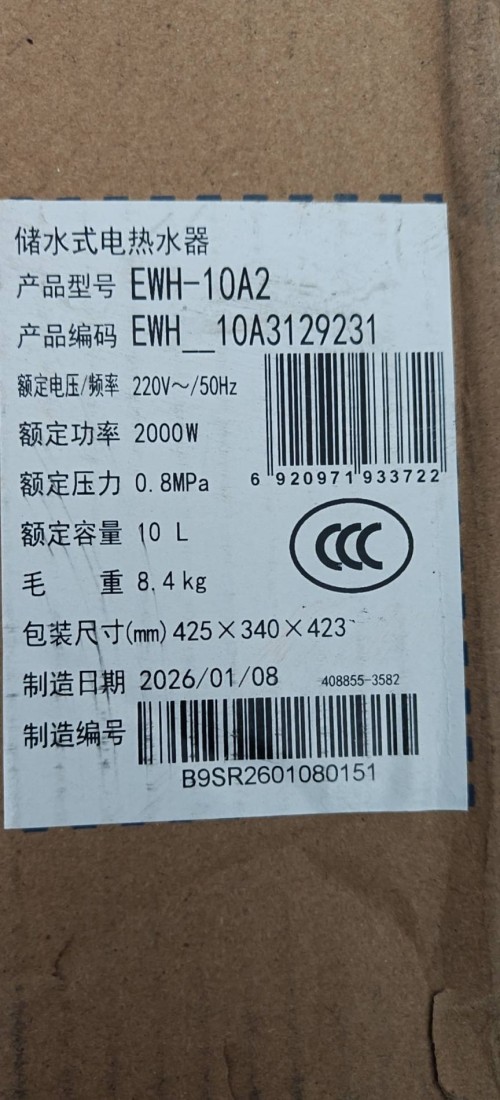 储水式电热水器
产品型号 EWH-10A2
产品编码 EWH__10A3129231
额定电压/频率 220V～/50Hz
额定功率 2000W
额定压力 0.8MPa
6 920971 933722
额定容量 10 L
CCC
毛 重 8.4kg
包装尺寸(mm) 425×340×423
制造日期 2026/01/08 408855-3582
制造编号
B9SR2601080151